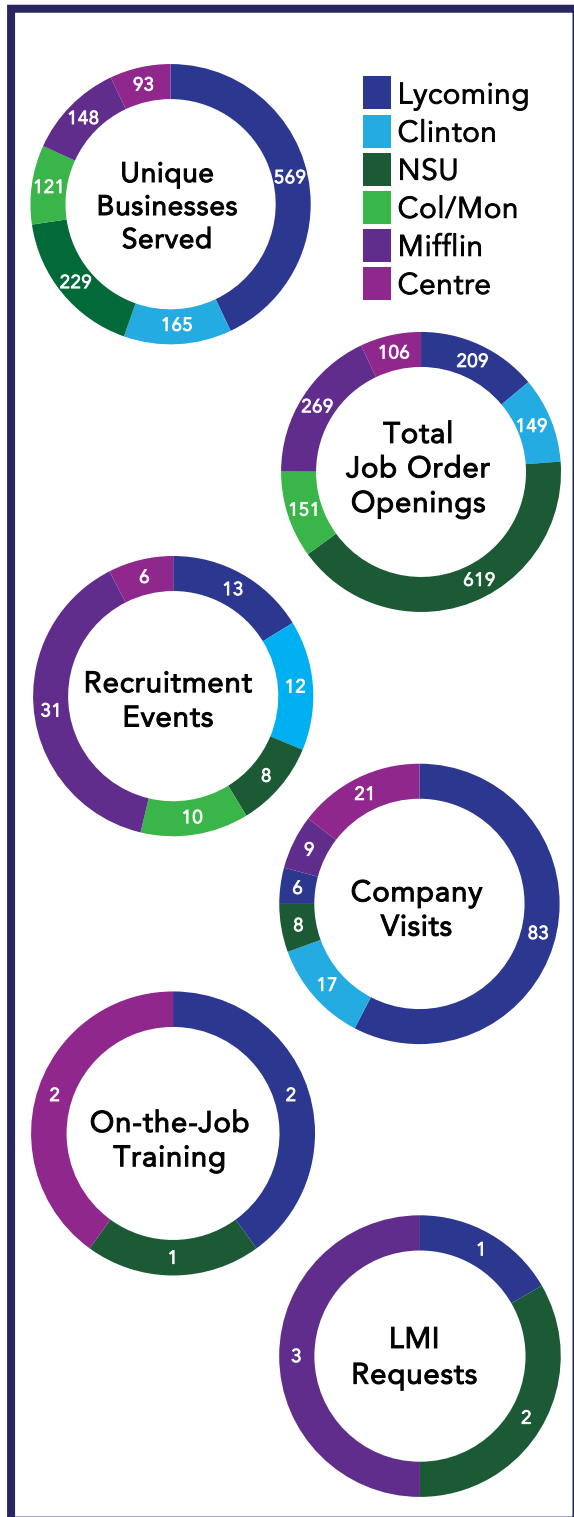 93
148
569
121
Unique
Businesses
Served
229
165
Lycoming
Clinton
NSU
Col/Mon
Mifflin
Centre
106
209
269
149
Total
Job Order
Openings
151
619
6
13
Recruitment
Events
12
31
8
10
21
9
6
Company
Visits
8
83
17
2
2
On-the-Job
Training
1
1
LMI
Requests
3
2